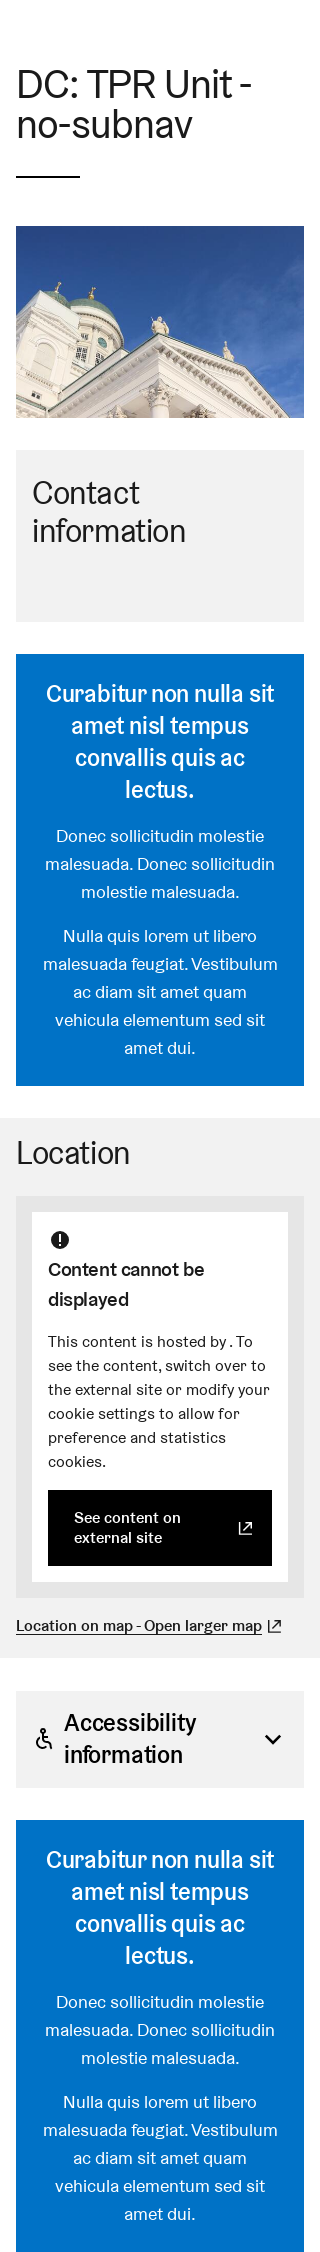 DC: TPR Unit -
no-subnav
Contact
information
Curabitur non nulla sit
amet nisl tempus
convallis quis ac
lectus.
Donec sollicitudin molestie
malesuada. Donec sollicitudin
molestie malesuada.
Nulla quis lorem ut libero
malesuada feugiat. Vestibulum
ac diam sit amet quam
vehicula elementum sed sit
amet dui.
Location
Content cannot be
displayed
This content is hosted by . To
see the content, switch over to
the external site or modify your
cookie settings to allow for
preference and statistics
cookies.
See content on
external site
Location on map - Open larger map
Accessibility
information
Curabitur non nulla sit
amet nisl tempus
convallis quis ac
lectus.
Donec sollicitudin molestie
malesuada. Donec sollicitudin
molestie malesuada.
Nulla quis lorem ut libero
malesuada feugiat. Vestibulum
ac diam sit amet quam
vehicula elementum sed sit
amet dui.